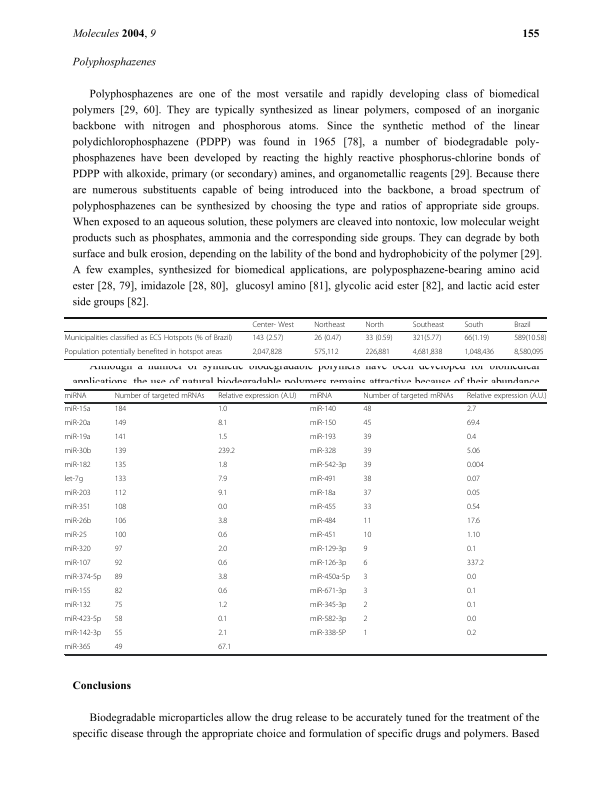 Molecules 2004, 9 155
Polyphosphazenes
Polyphosphazenes are one of the most versatile and rapidly developing class of biomedical
polymers [29, 60]. They are typically synthesized as linear polymers, composed of an inorganic
backbone with nitrogen and phosphorous atoms. Since the synthetic method of the linear
polydichlorophosphazene (PDPP) was found in 1965 [78], a number of biodegradable poly-
phosphazenes have been developed by reacting the highly reactive phosphorus-chlorine bonds of
PDPP with alkoxide, primary (or secondary) amines, and organometallic reagents [29]. Because there
are numerous substituents capable of being introduced into the backbone, a broad spectrum of
polyphosphazenes can be synthesized by choosing the type and ratios of appropriate side groups.
When exposed to an aqueous solution, these polymers are cleaved into nontoxic, low molecular weight
products such as phosphates, ammonia and the corresponding side groups. They can degrade by both
surface and bulk erosion, depending on the lability of the bond and hydrophobicity of the polymer [29].
A few examples, synthesized for biomedical applications, are polyposphazene-bearing amino acid
ester [28, 79], imidazole [28, 80], glucosyl amino [81], glycolic acid ester [82], and lactic acid ester
side groups [82].
Center- West Northeast North Southeast South Brazil
Municipalities classified as ECS Hotspots (% of Brazil) 143 (2.57) 26 (0.47) 33 (0.59) 321(5.77) 66(1.19) 589(10.58)
Population potentially benefited in hotspot areas 2,047,828 575,112 226,881 4,681,838 1,048,436 8,580,095
Although a number of synthetic biodegradable polymers have been developed for biomedical
applications, the use of natural biodegradable polymers remains attractive because of their abundance
miRNA Number of targeted mRNAs Relative expression (A.U) miRNA Number of targeted mRNAs Relative expression (A.U.)
miR-15a 184 1.0 miR-140 48 2.7
miR-20a 149 8.1 miR-150 45 69.4
miR-19a 141 1.5 miR-193 39 0.4
miR-30b 139 239.2 miR-328 39 5.06
miR-182 135 1.8 miR-542-3p 39 0.004
let-7g 133 7.9 miR-491 38 0.07
miR-203 112 9.1 miR-18a 37 0.05
miR-351 108 0.0 miR-455 33 0.54
miR-26b 106 3.8 miR-484 11 17.6
miR-25 100 0.6 miR-451 10 1.10
miR-320 97 2.0 miR-129-3p 9 0.1
miR-107 92 0.6 miR-126-3p 6 337.2
miR-374-5p 89 3.8 miR-450a-5p 3 0.0
miR-155 82 0.6 miR-671-3p 3 0.1
miR-132 75 1.2 miR-345-3p 2 0.1
miR-423-5p 58 0.1 miR-582-3p 2 0.0
miR-142-3p 55 2.1 miR-338-5P 1 0.2
miR-365 49 67.1
Conclusions
Biodegradable microparticles allow the drug release to be accurately tuned for the treatment of the
specific disease through the appropriate choice and formulation of specific drugs and polymers. Based